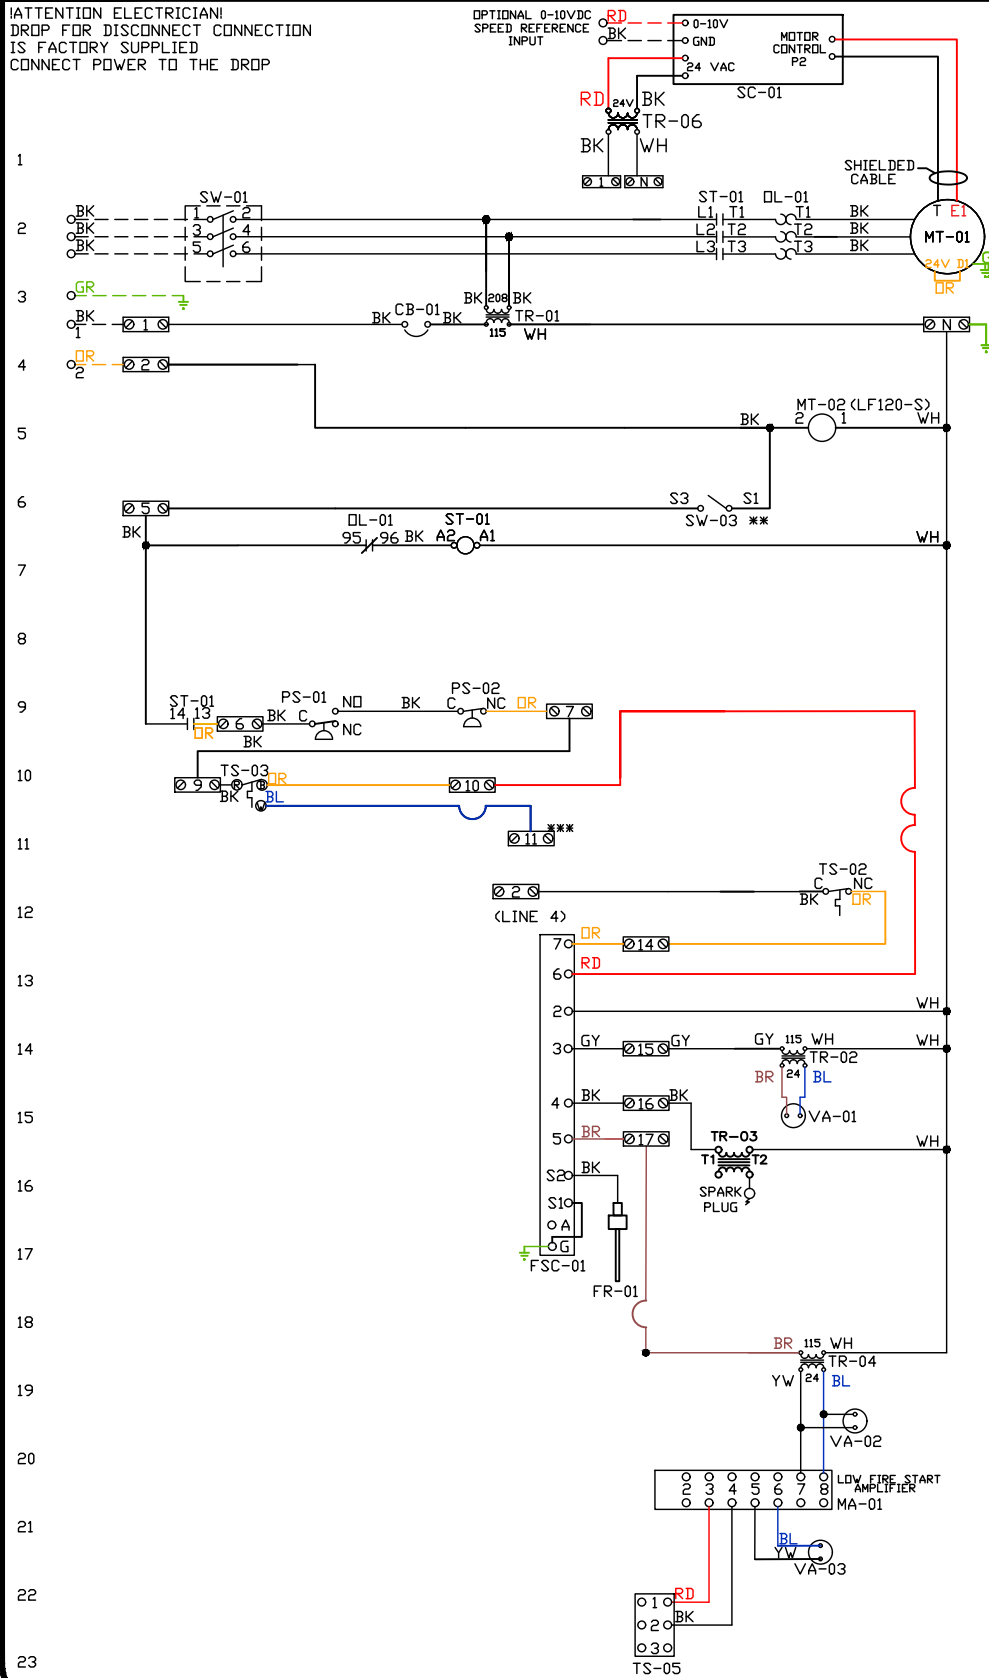 !ATTENTION ELECTRICIAN!
DROP FOR DISCONNECT CONNECTION
IS FACTORY SUPPLIED
CONNECT POWER TO THE DROP
OPTIONAL 0-10VDC
SPEED REFERENCE
INPUT
RD
BK
0-10V
GND
24 VAC
MOTOR
CONTROL
P2
SC-01
RD 24V BK
TR-06
BK WH
1 N
SHIELDED
CABLE
1
SW-01
ST-01 OL-01
T E1
2
BK 1 2 L1 T1 T1 BK
BK 3 4 L2 T2 T2 BK
BK 5 6 L3 T3 T3 BK
MT-01
24V D1
GR
OR
3
GR
BK 208 BK
BK 1 1 BK CB-01 BK TR-01 N
115 WH
4
OR 2 2
MT-02 (LF120-S)
5
BK 2 1 WH
6
5 S3 S1
SW-03 **
BK
OL-01 ST-01
95 96 BK A2 A1 WH
7
8
9
ST-01 PS-01 NO BK PS-02
14 13 OR 6 BK C NC C NC OR 7
BK
10
TS-03
9 BK R B OR 10
W BL
11
11 ***
TS-02
2 C NC
BK OR
12
(LINE 4)
7 OR 14
13
6 RD
2 WH
14
3 GY 15 GY GY 115 WH WH
TR-02
BR 24 BL
15
4 BK 16 BK
VA-01
5 BR 17 TR-03 WH
T1 T2
16
S2 BK
SPARK
PLUG
S1
A
17
G
FSC-01
FR-01
18
BR 115 WH
TR-04
19
YW 24 BL
VA-02
20
LOW FIRE START
AMPLIFIER
2 3 4 5 6 7 8
MA-01
21
BL
YW
VA-03
22
RD
1
2 BK
3
23
TS-05